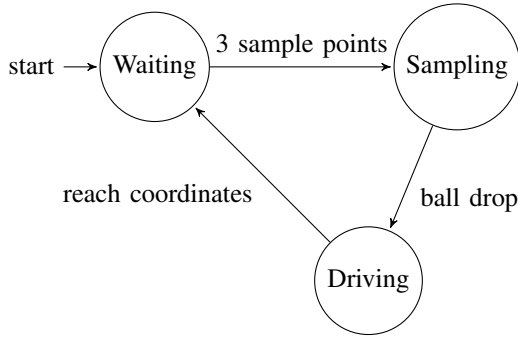 3 sample points
start
Waiting
Sampling
reach coordinates
ball drop
Driving